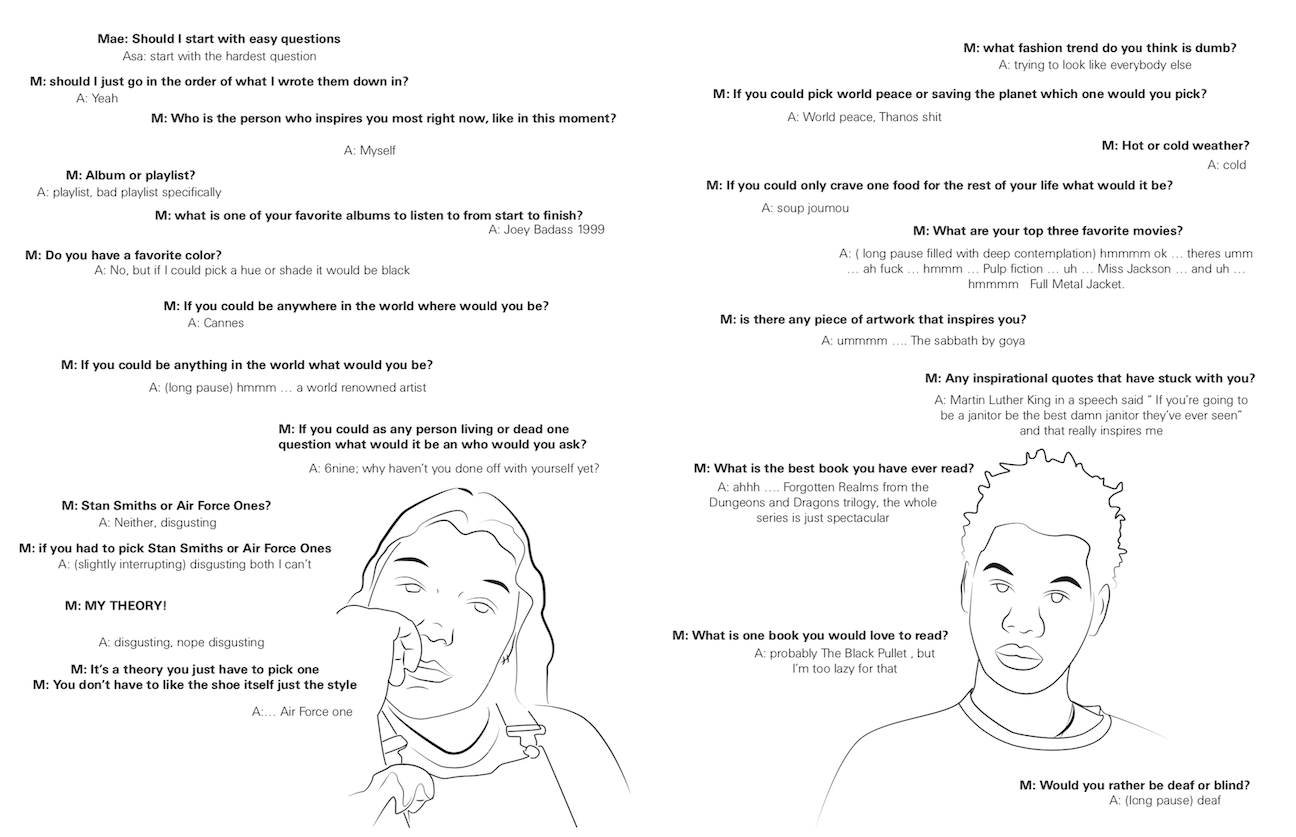 Mae: Should I start with easy questions
Asa: start with the hardest question
M: should I just go in the order of what I wrote them down in?
A: Yeah
M: Who is the person who inspires you most right now, like in this moment?
A: Myself
M: Album or playlist?
A: playlist, bad playlist specifically
M: what is one of your favorite albums to listen to from start to finish?
A: Joey Badass 1999
M: Do you have a favorite color?
A: No, but if I could pick a hue or shade it would be black
M: If you could be anywhere in the world where would you be?
A: Cannes
M: If you could be anything in the world what would you be?
A: (long pause) hmmm … a world renowned artist
M: If you could as any person living or dead one
question what would it be an who would you ask?
A: 6nine; why haven't you done off with yourself yet?
M: Stan Smiths or Air Force Ones?
A: Neither, disgusting
M: if you had to pick Stan Smiths or Air Force Ones
A: (slightly interrupting) disgusting both I can't
M: MY THEORY!
A: disgusting, nope disgusting
M: It's a theory you just have to pick one
M: You don't have to like the shoe itself just the style
A:… Air Force one
M: what fashion trend do you think is dumb?
A: trying to look like everybody else
M: If you could pick world peace or saving the planet which one would you pick?
A: World peace, Thanos shit
M: Hot or cold weather?
A: cold
M: If you could only crave one food for the rest of your life what would it be?
A: soup joumou
M: What are your top three favorite movies?
A: ( long pause filled with deep contemplation) hmmmm ok … theres umm
… ah fuck … hmmm … Pulp fiction … uh … Miss Jackson … and uh …
hmmmm Full Metal Jacket.
M: is there any piece of artwork that inspires you?
A: ummmm …. The sabbath by goya
M: Any inspirational quotes that have stuck with you?
A: Martin Luther King in a speech said " If you're going to
be a janitor be the best damn janitor they've ever seen"
and that really inspires me
M: What is the best book you have ever read?
A: ahhh …. Forgotten Realms from the
Dungeons and Dragons trilogy, the whole
series is just spectacular
M: What is one book you would love to read?
A: probably The Black Pullet , but
I'm too lazy for that
M: Would you rather be deaf or blind?
A: (long pause) deaf